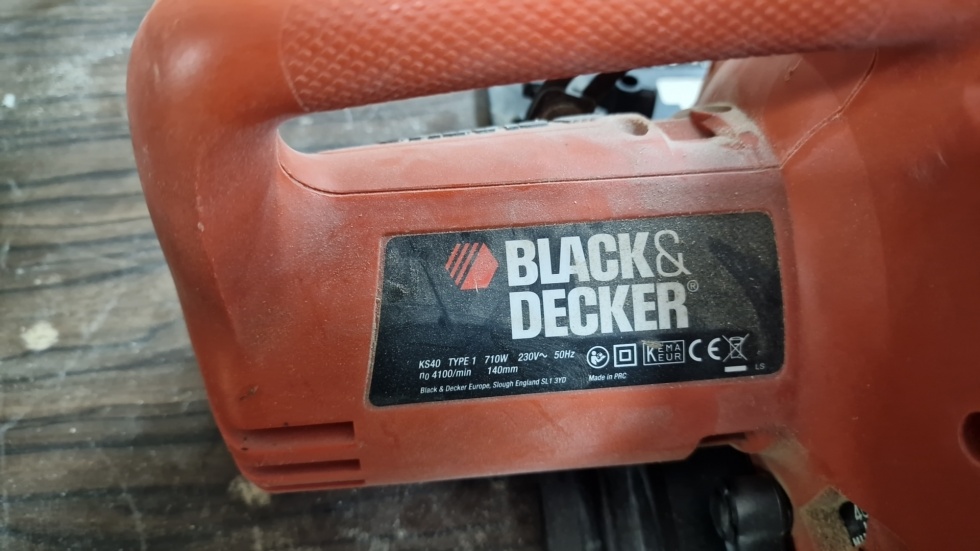 BLACK&
DECKER®
KS40 TYPE 1 710W 230V~ 50Hz
n0 4100/min 140mm
Black & Decker Europe, Slough England SL1 3YD
KEMA
EUR
CE
Made in PRC
LS